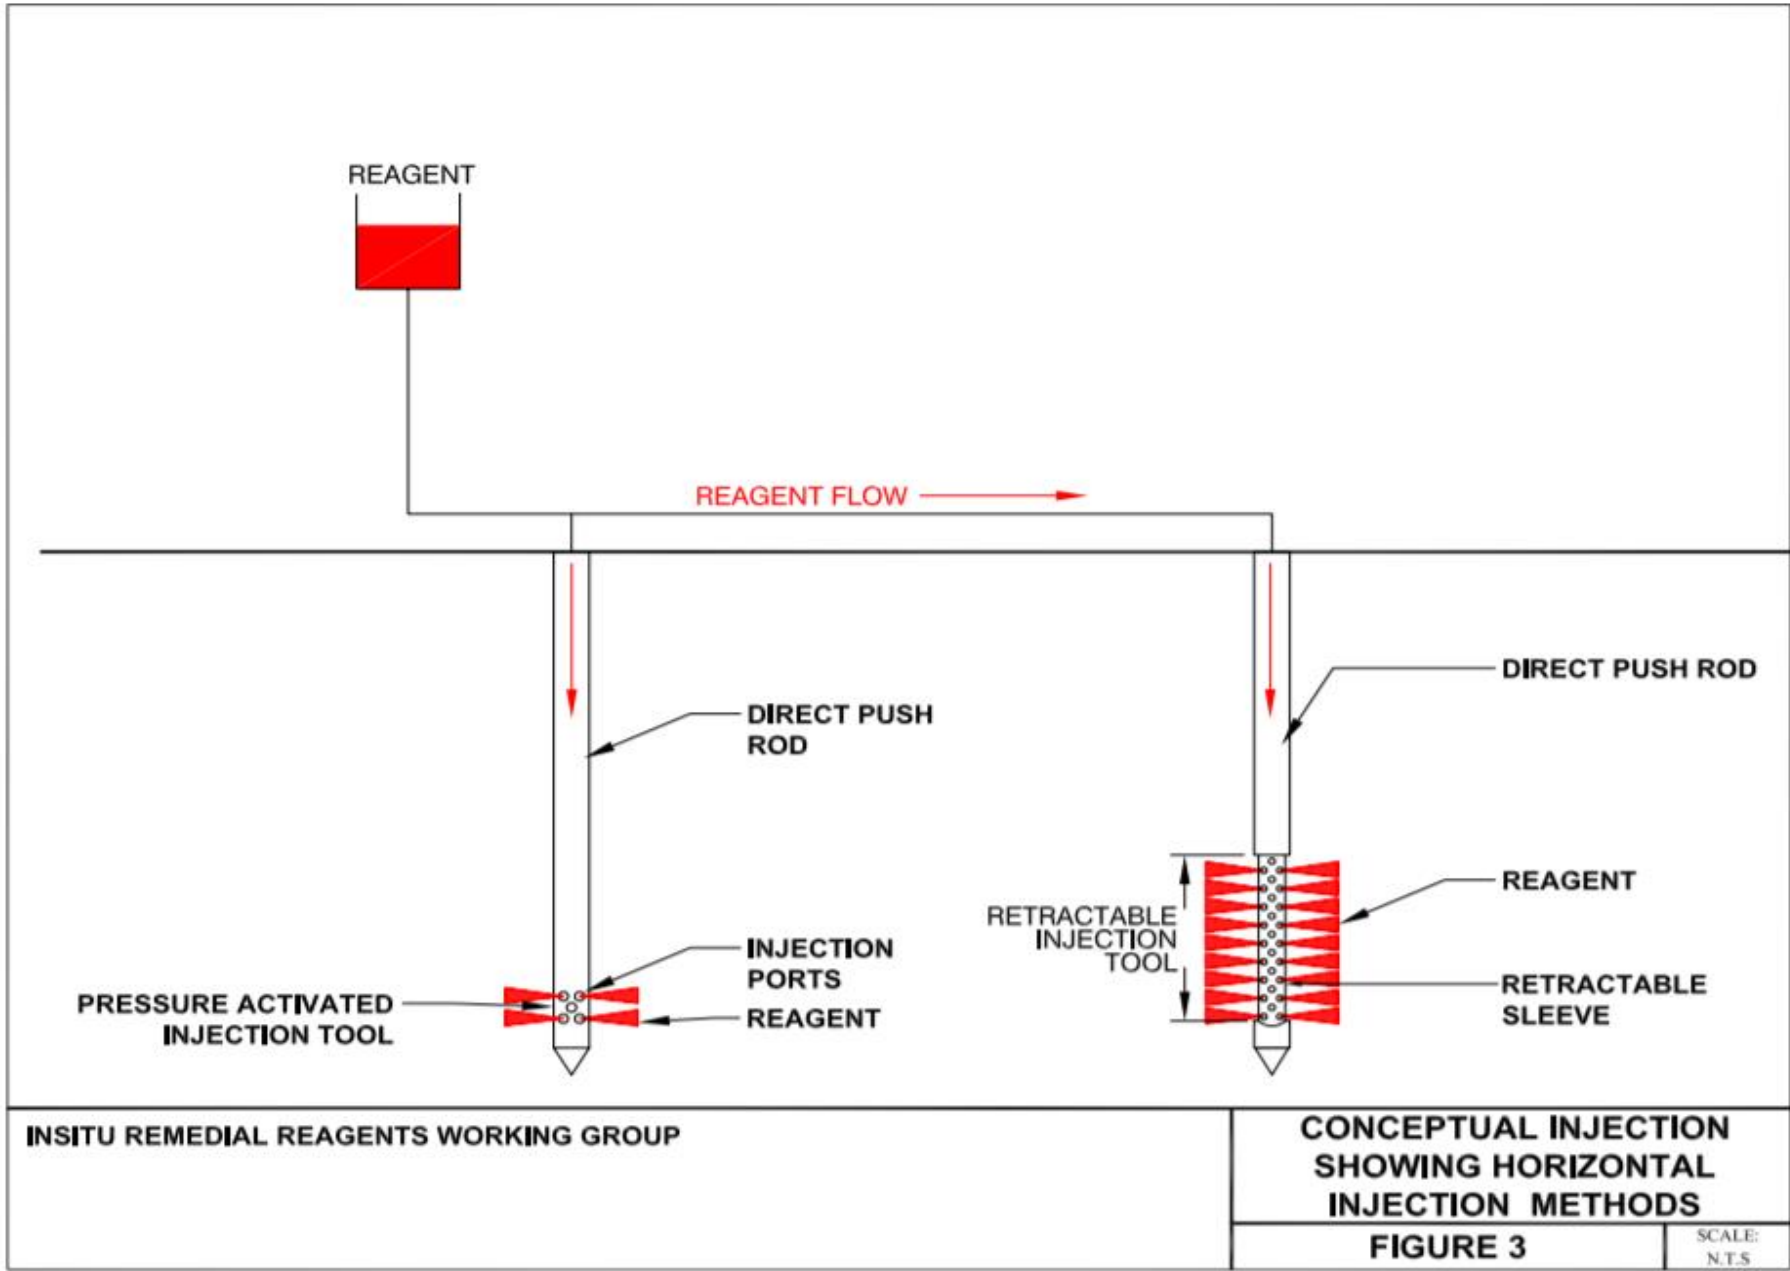 REAGENT
REAGENT FLOW
DIRECT PUSH
ROD
DIRECT PUSH ROD
INJECTION
PORTS
REAGENT
PRESSURE ACTIVATED
INJECTION TOOL
RETRACTABLE
INJECTION
TOOL
REAGENT
RETRACTABLE
SLEEVE
INSITU REMEDIAL REAGENTS WORKING GROUP
CONCEPTUAL INJECTION
SHOWING HORIZONTAL
INJECTION METHODS
FIGURE 3
SCALE:
N.T.S